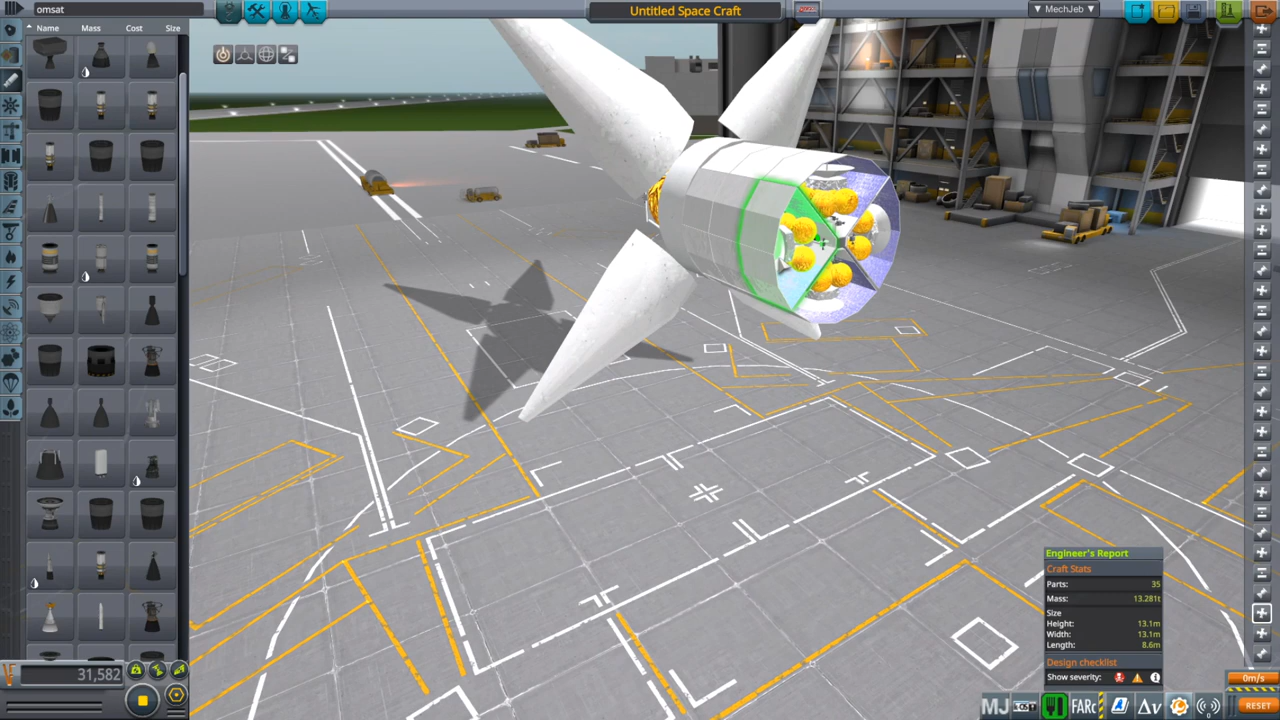 omsat
Untitled Space Craft
▼ MechJeb ▼
Name Mass Cost Size
Engineer's Report
Craft Stats
Parts: 35
Mass: 13.281t
Size
Height: 13.1m
Width: 13.1m
Length: 8.6m
Design checklist
Show severity:
31,582
0m/s
MJ COST FARc Δv RESET